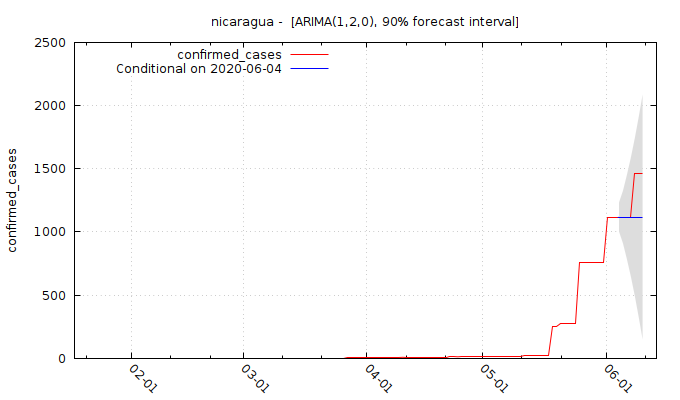 nicaragua - [ARIMA(1,2,0), 90% forecast interval]
confirmed_cases
Conditional on 2020-06-04
confirmed_cases
2500
2000
1500
1000
500
0
02-01
03-01
04-01
05-01
06-01